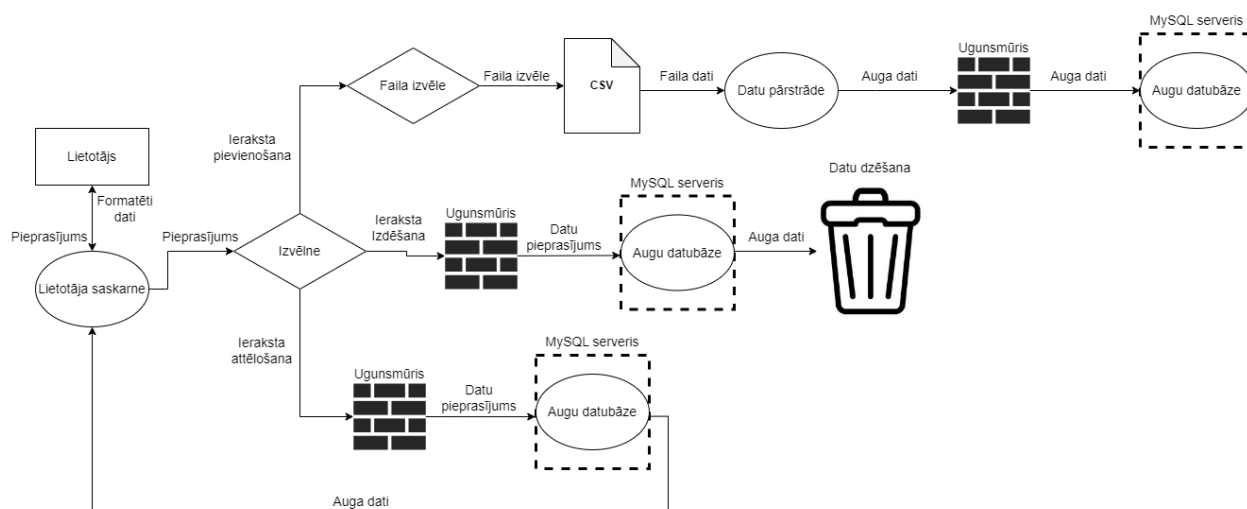 MySQL serveris
Ugunsmūris
Faila izvēle
Faila izvēle
CSV
Faila dati
Datu pārstrāde
Auga dati
Auga dati
Augu datubāze
Ieraksta
pievienošana
Lietotājs
Formatēti
dati
Pieprasījums
Pieprasījums
Lietotāja saskarne
Izvēlne
Ieraksta
Izdēšana
Ugunsmūris
Datu
pieprasījums
MySQL serveris
Augu datubāze
Auga dati
Datu dzēšana
Ieraksta
attēlošana
Ugunsmūris
Datu
pieprasījums
MySQL serveris
Augu datubāze
Auga dati